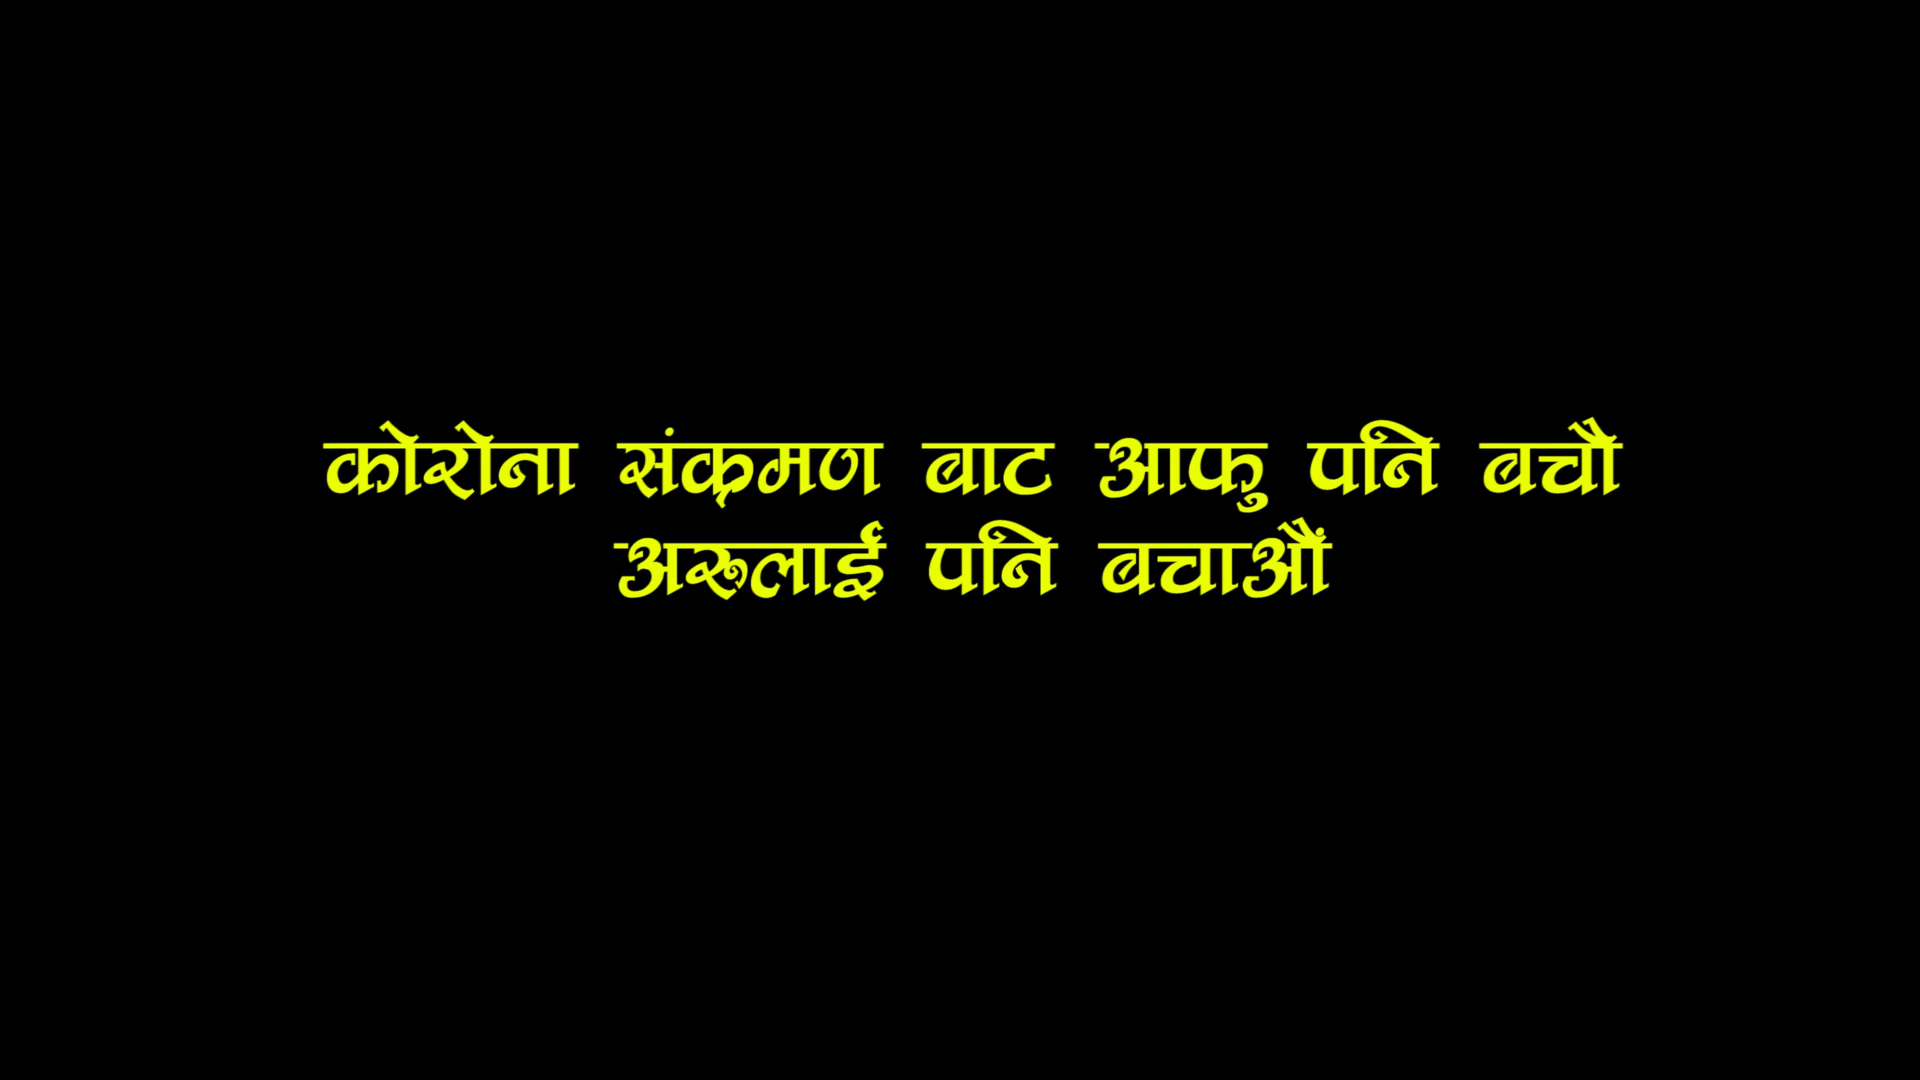 कोरोना संक्रमण बाट आफु पनि बचौ
अरुलाई पनि बचाऔं